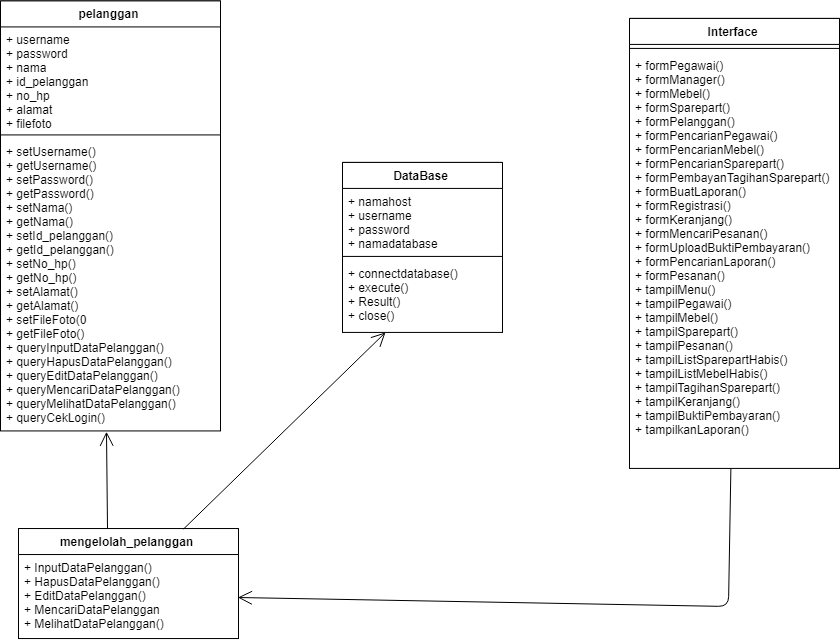 pelanggan
+ username
+ password
+ nama
+ id_pelanggan
+ no_hp
+ alamat
+ filefoto
+ setUsername()
+ getUsername()
+ setPassword()
+ getPassword()
+ setNama()
+ getNama()
+ setId_pelanggan()
+ getId_pelanggan()
+ setNo_hp()
+ getNo_hp()
+ setAlamat()
+ getAlamat()
+ setFileFoto(0
+ getFileFoto()
+ queryInputDataPelanggan()
+ queryHapusDataPelanggan()
+ queryEditDataPelanggan()
+ queryMencariDataPelanggan()
+ queryMelihatDataPelanggan()
+ queryCekLogin()
DataBase
+ namahost
+ username
+ password
+ namadatabase
+ connectdatabase()
+ execute()
+ Result()
+ close()
Interface
+ formPegawai()
+ formManager()
+ formMebel()
+ formSparepart()
+ formPelanggan()
+ formPencarianPegawai()
+ formPencarianMebel()
+ formPencarianSparepart()
+ formPembayanTagihanSparepart()
+ formBuatLaporan()
+ formRegistrasi()
+ formKeranjang()
+ formMencariPesanan()
+ formUploadBuktiPembayaran()
+ formPencarianLaporan()
+ formPesanan()
+ tampilMenu()
+ tampilPegawai()
+ tampilMebel()
+ tampilSparepart()
+ tampilPesanan()
+ tampilListSparepartHabis()
+ tampilListMebelHabis()
+ tampilTagihanSparepart()
+ tampilKeranjang()
+ tampilBuktiPembayaran()
+ tampilkanLaporan()
mengelolah_pelanggan
+ InputDataPelanggan()
+ HapusDataPelanggan()
+ EditDataPelanggan()
+ MencariDataPelanggan
+ MelihatDataPelanggan()